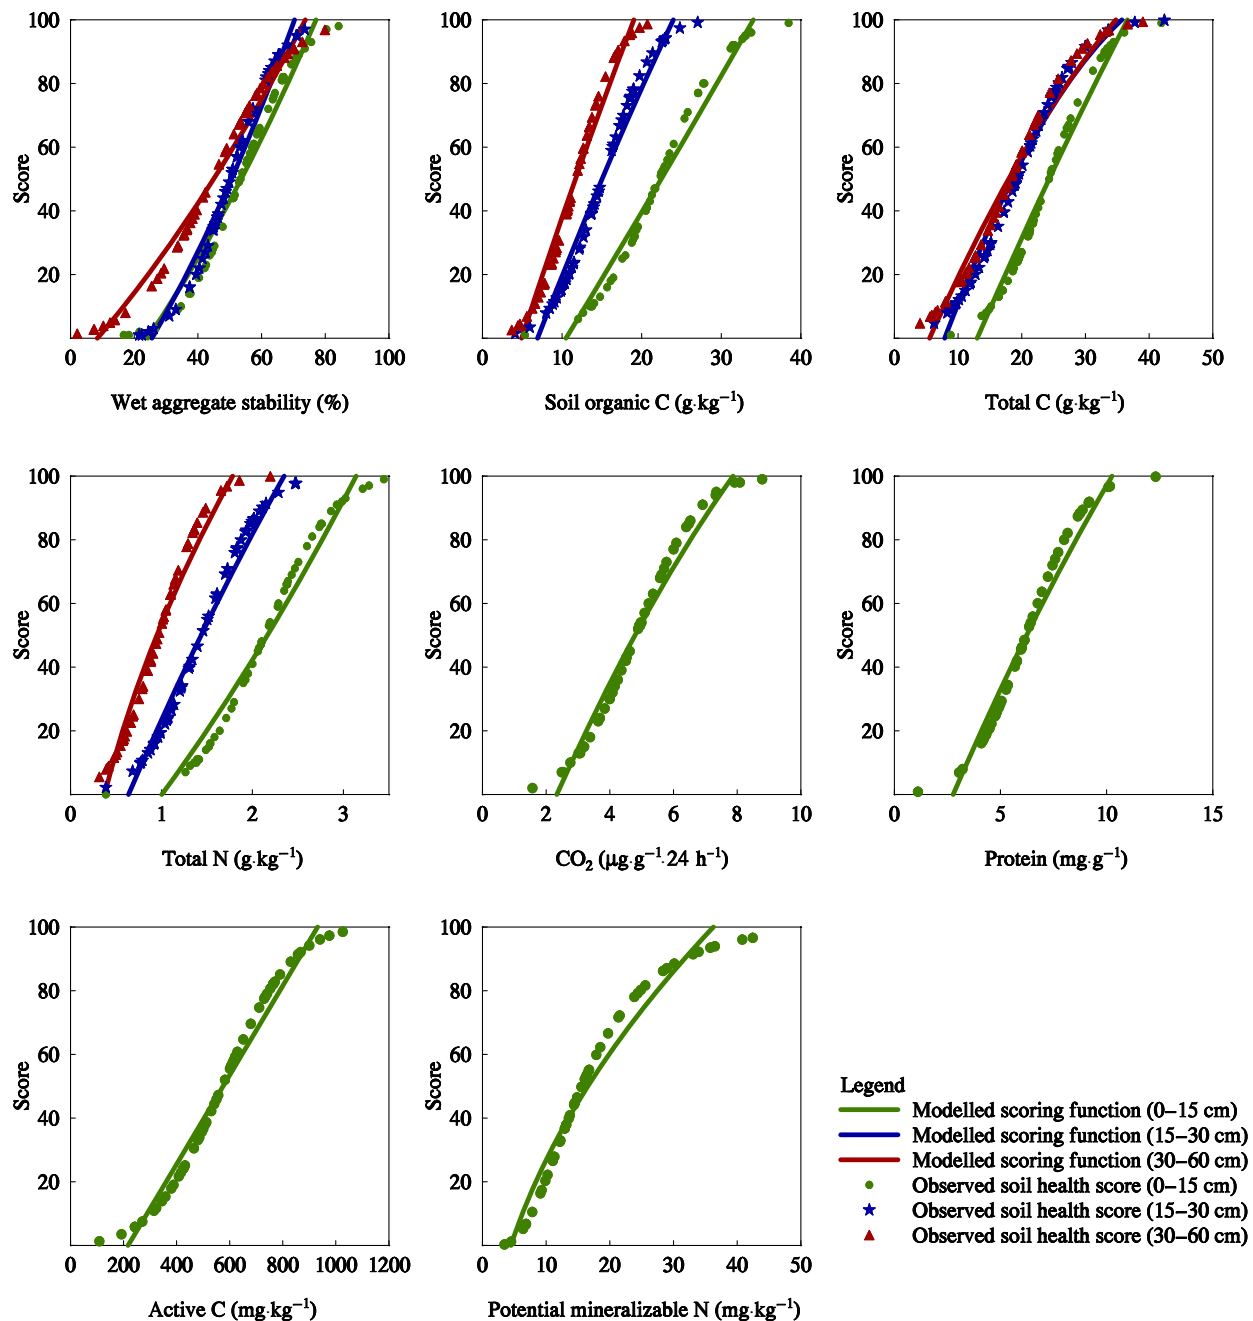 100
80
60
40
20
Score
0 20 40 60 80 100
Wet aggregate stability (%)
100
80
60
40
20
Score
0 10 20 30 40
Soil organic C (g·kg⁻¹)
100
80
60
40
20
Score
0 10 20 30 40 50
Total C (g·kg⁻¹)
100
80
60
40
20
Score
0 1 2 3
Total N (g·kg⁻¹)
100
80
60
40
20
Score
0 2 4 6 8 10
CO₂ (μg·g⁻¹·24 h⁻¹)
100
80
60
40
20
Score
0 5 10 15
Protein (mg·g⁻¹)
100
80
60
40
20
Score
0 200 400 600 800 1000 1200
Active C (mg·kg⁻¹)
100
80
60
40
20
Score
0 10 20 30 40 50
Potential mineralizable N (mg·kg⁻¹)
Legend
Modelled scoring function (0–15 cm)
Modelled scoring function (15–30 cm)
Modelled scoring function (30–60 cm)
Observed soil health score (0–15 cm)
Observed soil health score (15–30 cm)
Observed soil health score (30–60 cm)